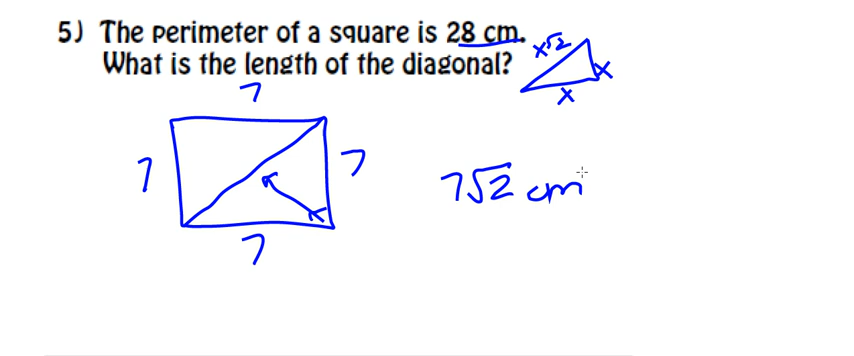 5) The perimeter of a square is 28 cm.
What is the length of the diagonal?
x√2
x
x
7
7
7
7√2 cm
7